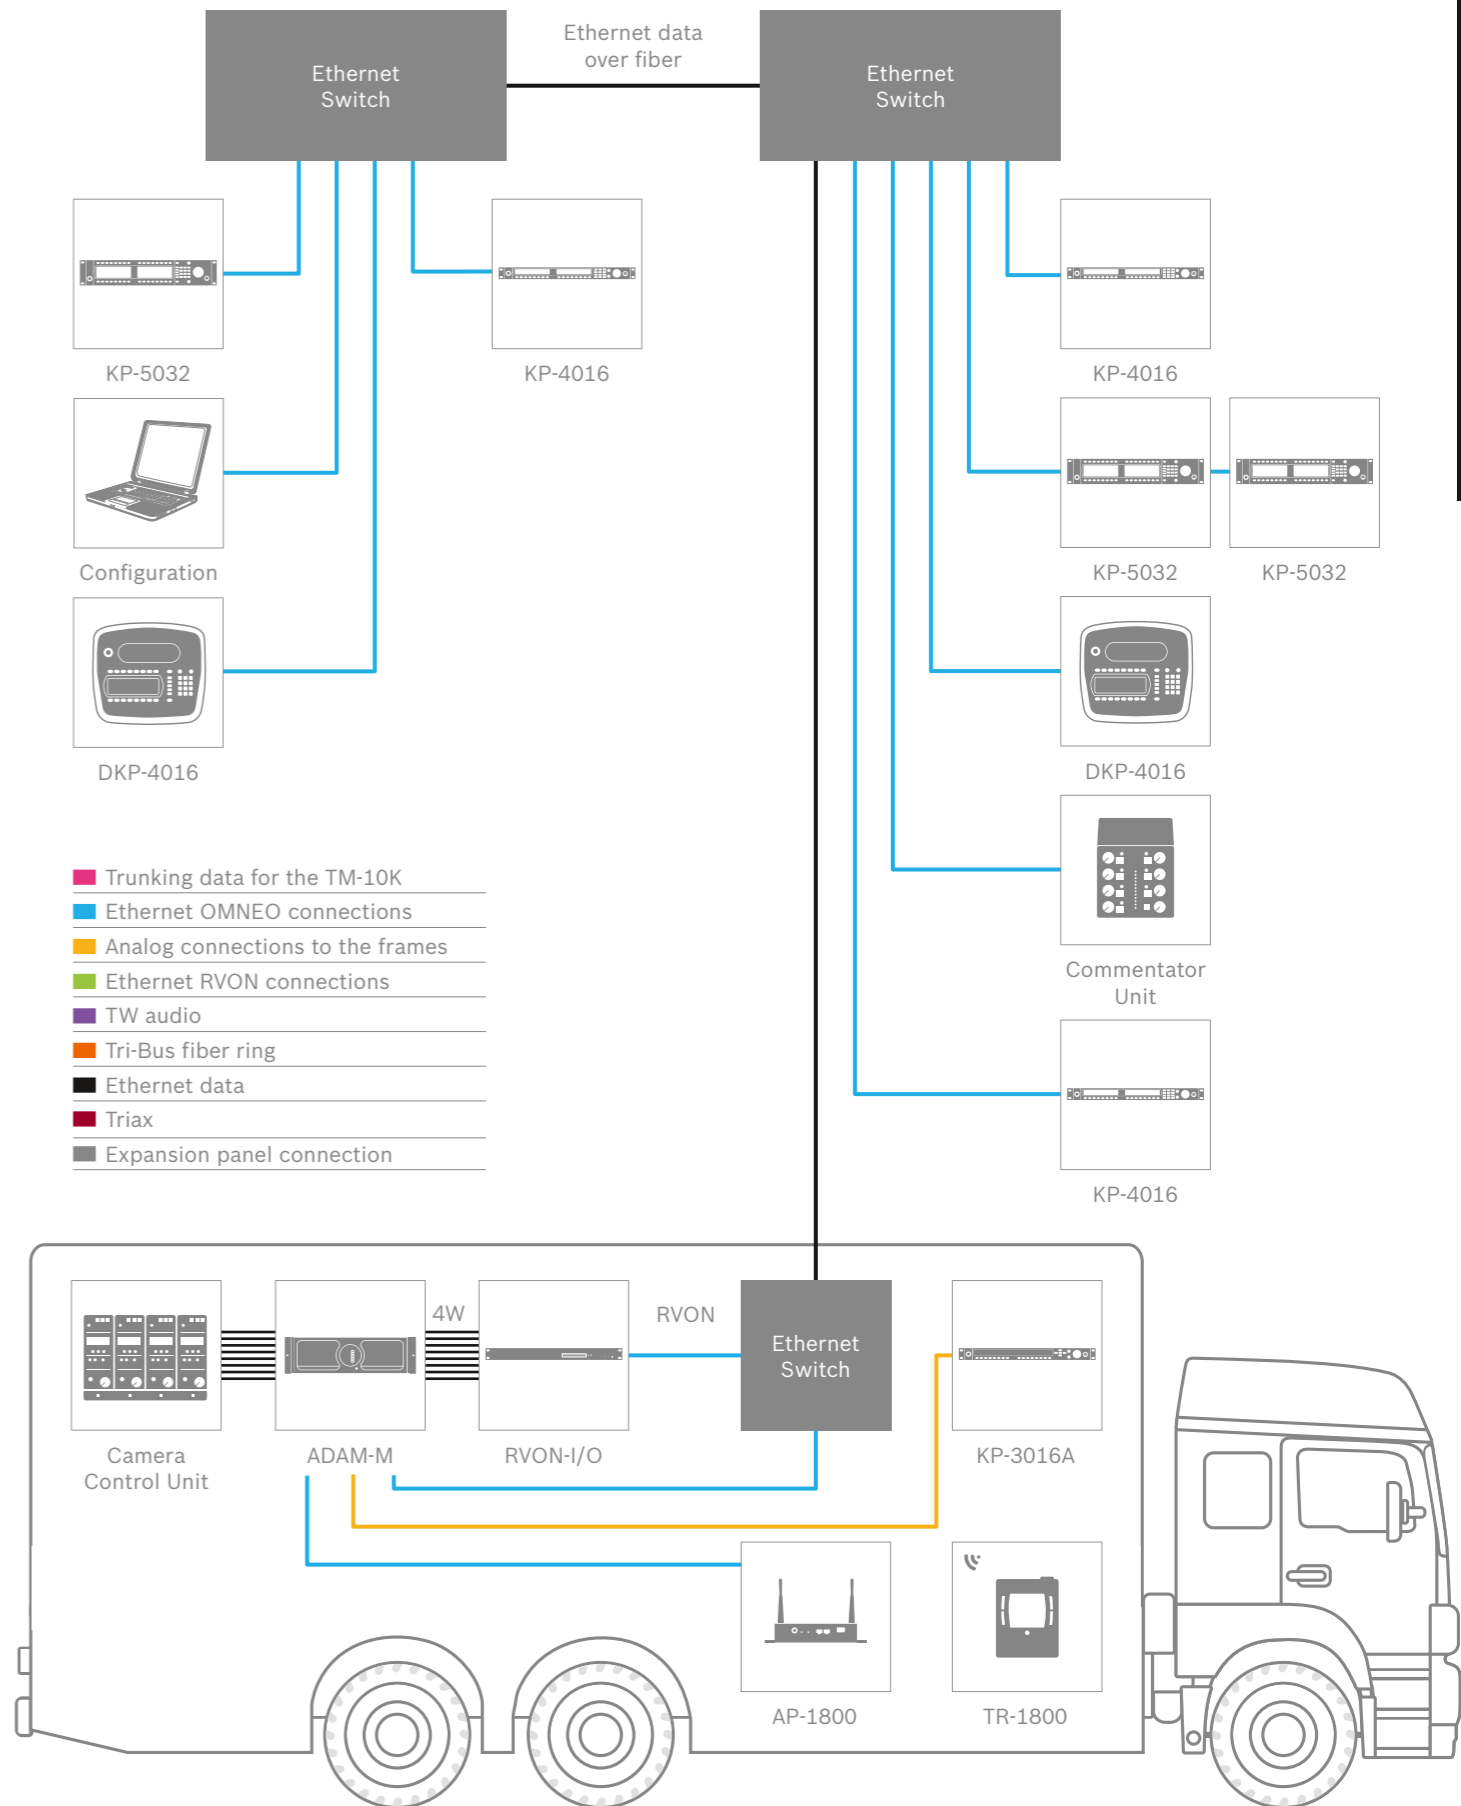 Ethernet data
over fiber
Ethernet
Switch
Ethernet
Switch
KP-5032
KP-4016
KP-4016
Configuration
KP-5032
KP-5032
DKP-4016
DKP-4016
Trunking data for the TM-10K
Ethernet OMNEO connections
Analog connections to the frames
Ethernet RVON connections
TW audio
Tri-Bus fiber ring
Ethernet data
Triax
Expansion panel connection
Commentator
Unit
KP-4016
4W
RVON
Ethernet
Switch
Camera
Control Unit
ADAM-M
RVON-I/O
KP-3016A
AP-1800
TR-1800